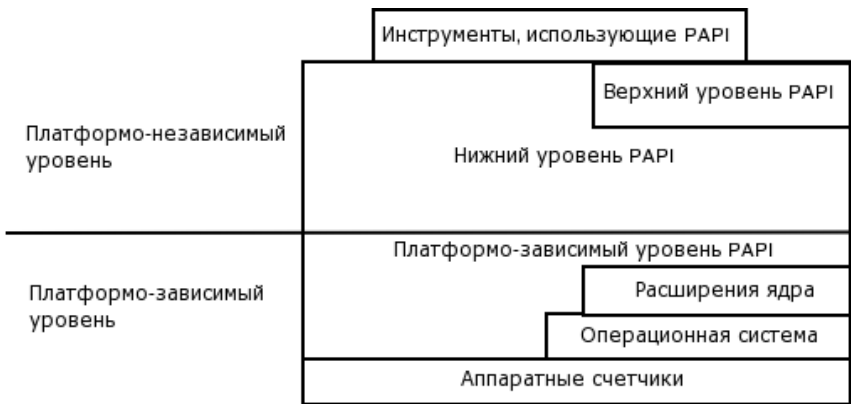 Инструменты, использующие PAPI
Верхний уровень PAPI
Платформо-независимый
уровень
Нижний уровень PAPI
Платформо-зависимый уровень PAPI
Платформо-зависимый
уровень
Расширения ядра
Операционная система
Аппаратные счетчики